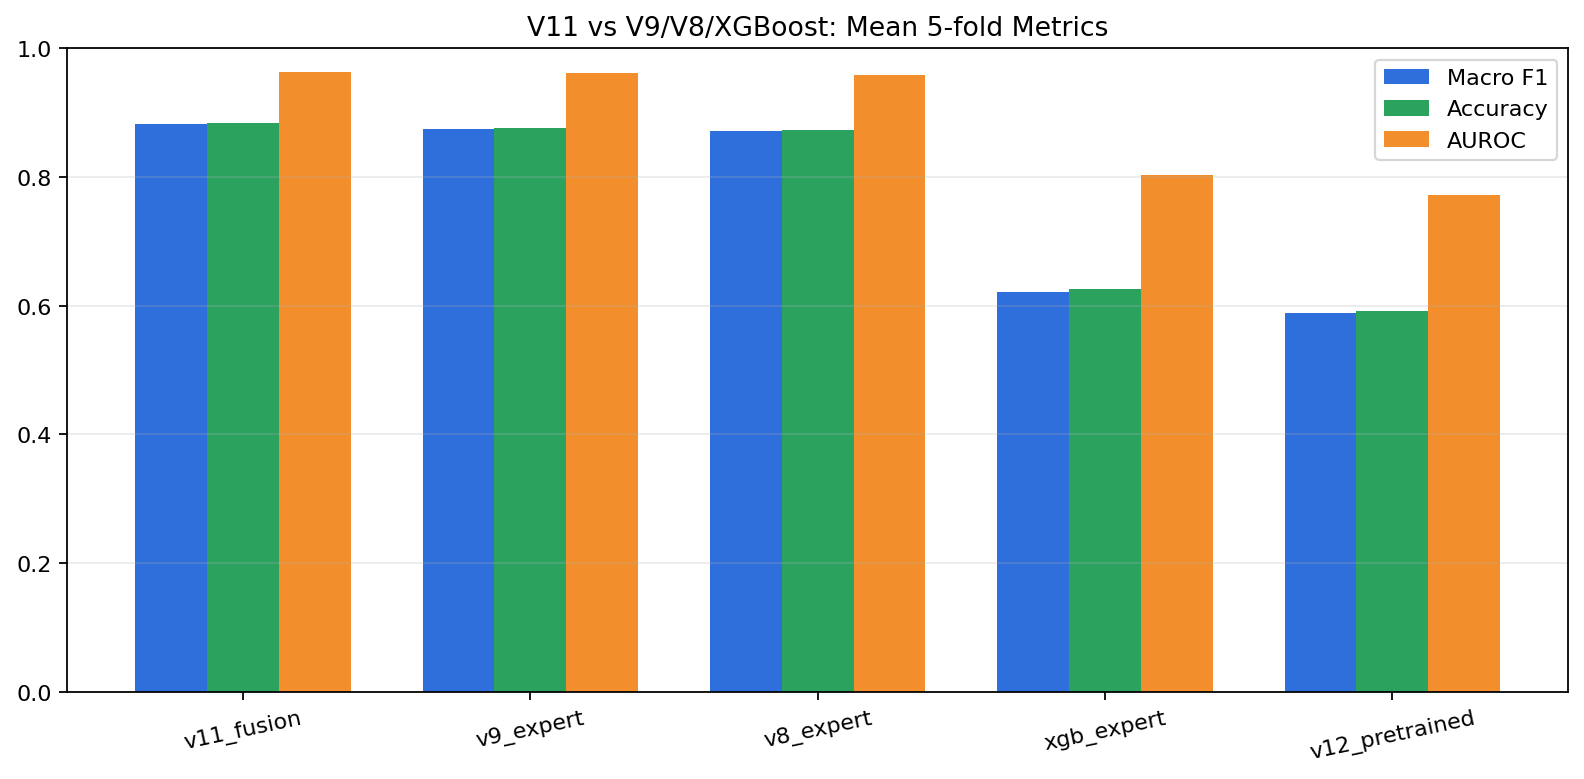 V11 vs V9/V8/XGBoost: Mean 5-fold Metrics
1.0
0.8
0.6
0.4
0.2
0.0
Macro F1
Accuracy
AUROC
v11_fusion
v9_expert
v8_expert
xgb_expert
v12_pretrained